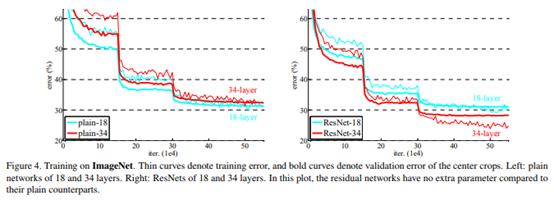 60
50
40
30
20
error (%)
0 10 20 30 40 50
iter. (1e4)
plain-18
plain-34
34-layer
18-layer
60
50
40
30
20
error (%)
0 10 20 30 40 50
iter. (1e4)
ResNet-18
ResNet-34
18-layer
34-layer
Figure 4. Training on ImageNet. Thin curves denote training error, and bold curves denote validation error of the center crops. Left: plain
networks of 18 and 34 layers. Right: ResNets of 18 and 34 layers. In this plot, the residual networks have no extra parameter compared to
their plain counterparts.